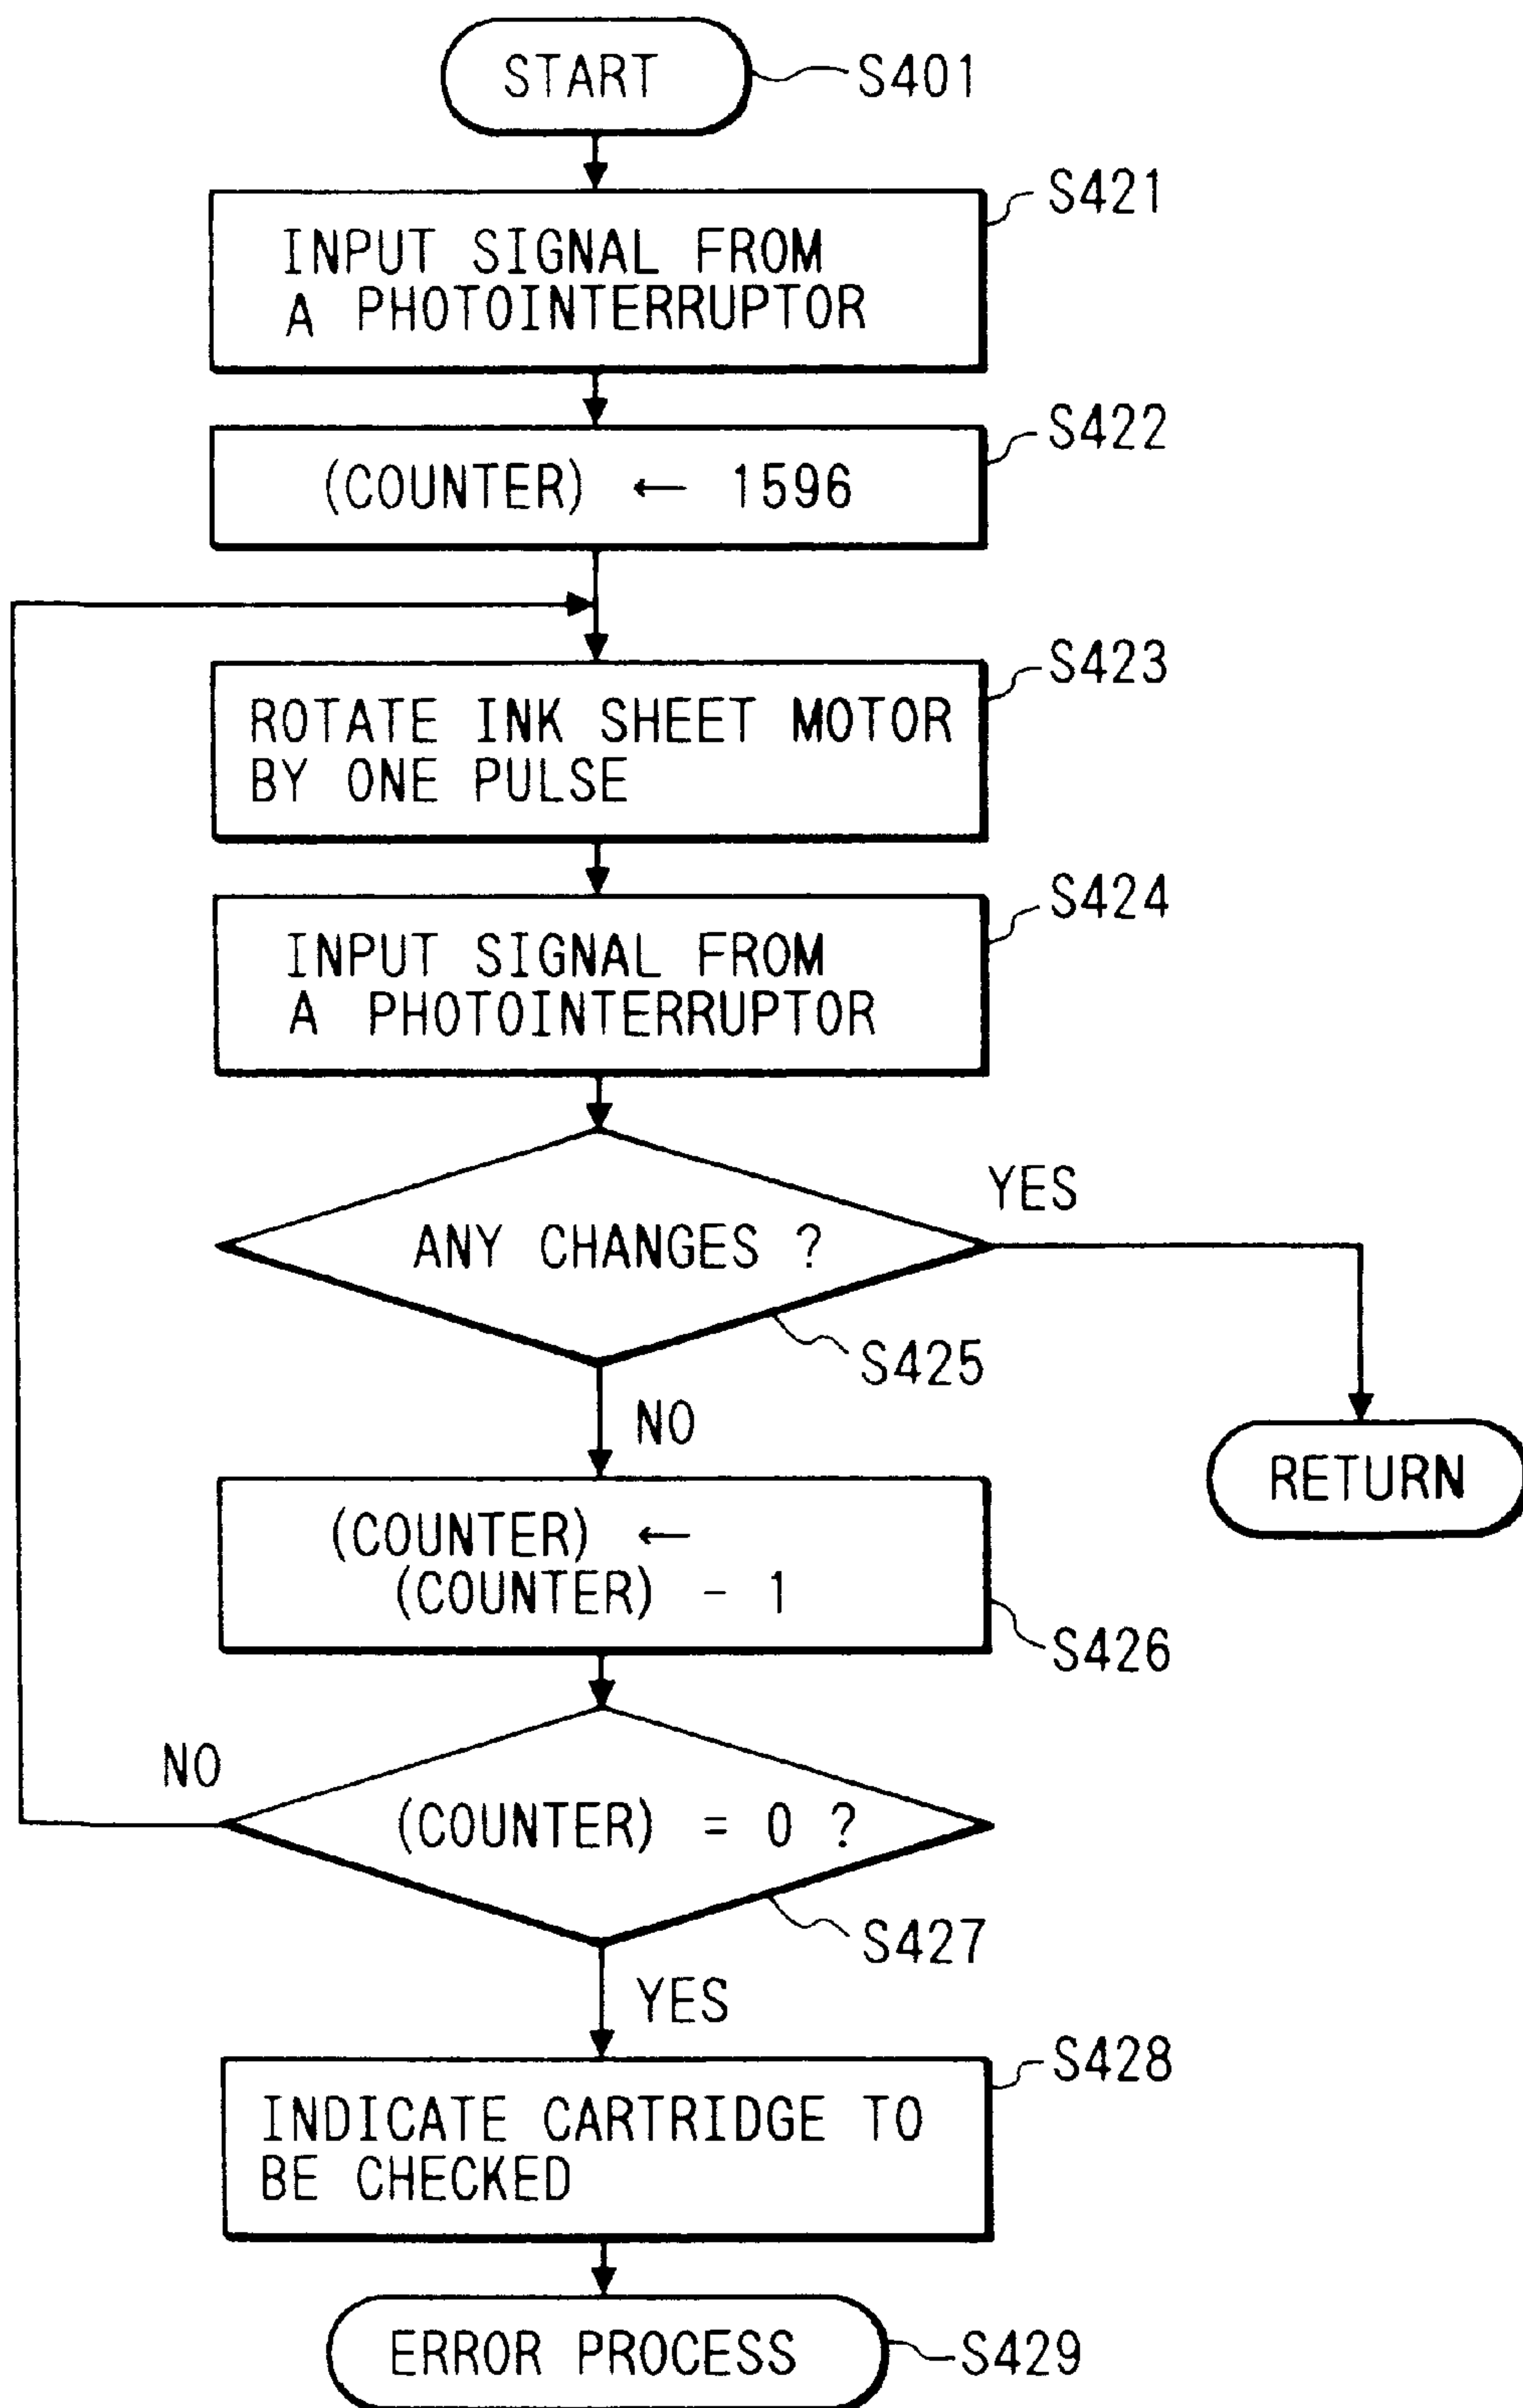 START
S401
S421
INPUT SIGNAL FROM
A PHOTOINTERRUPTOR
S422
(COUNTER) ← 1596
S423
ROTATE INK SHEET MOTOR
BY ONE PULSE
S424
INPUT SIGNAL FROM
A PHOTOINTERRUPTOR
YES
ANY CHANGES ?
S425
NO
RETURN
(COUNTER) ←
(COUNTER) - 1
S426
NO
(COUNTER) = 0 ?
S427
YES
S428
INDICATE CARTRIDGE TO
BE CHECKED
ERROR PROCESS
S429